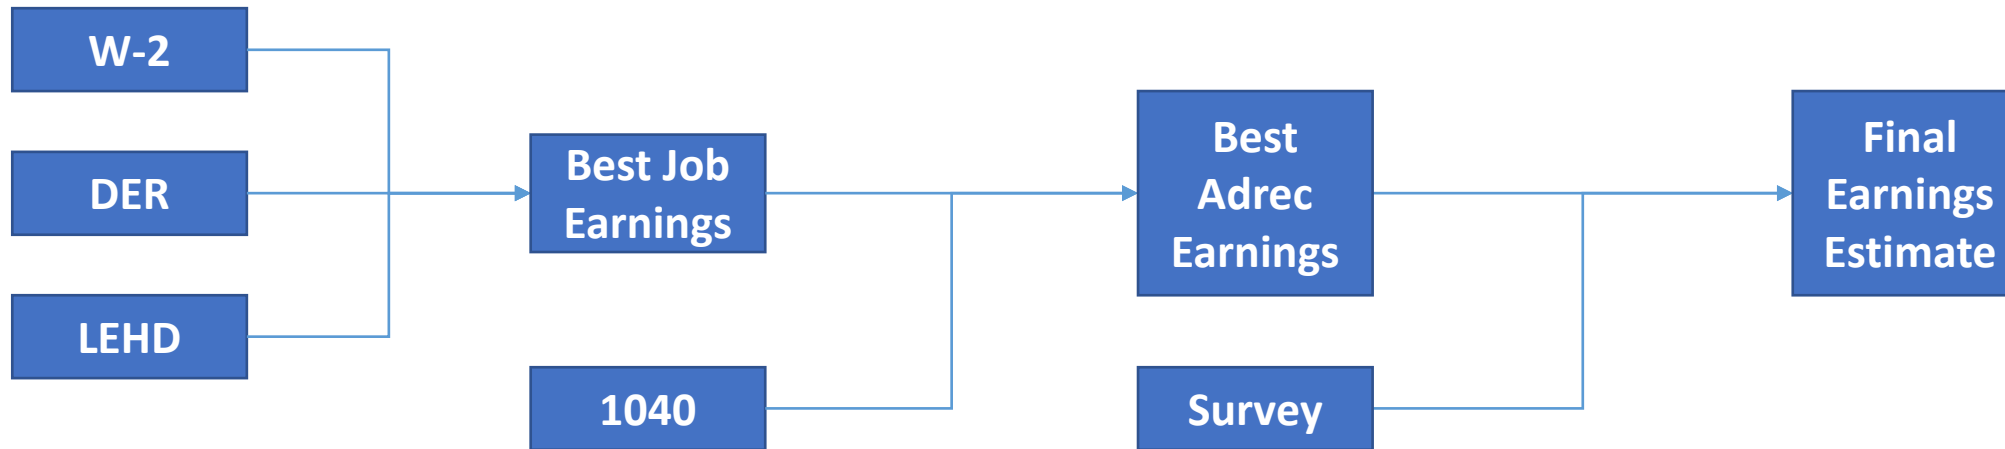 W-2
DER
LEHD
Best Job
Earnings
1040
Best
Adrec
Earnings
Survey
Final
Earnings
Estimate